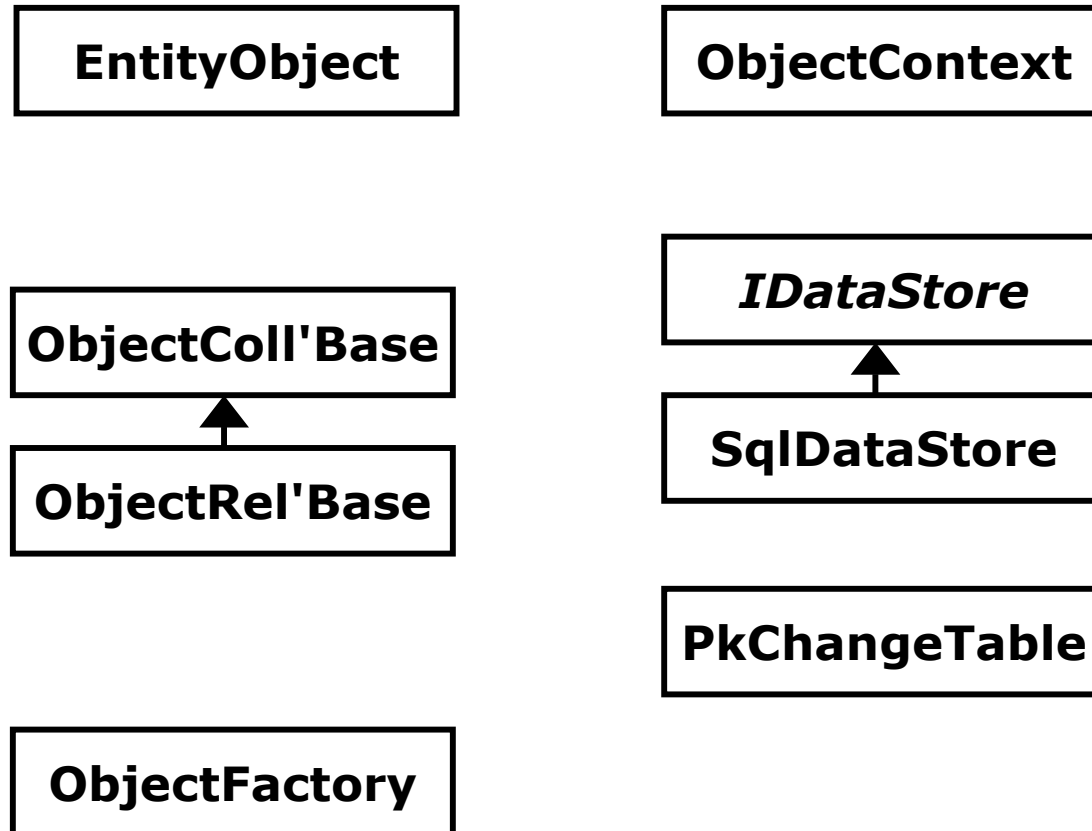 EntityObject
ObjectContext
IDataStore
ObjectColl'Base
SqlDataStore
ObjectRel'Base
PkChangeTable
ObjectFactory